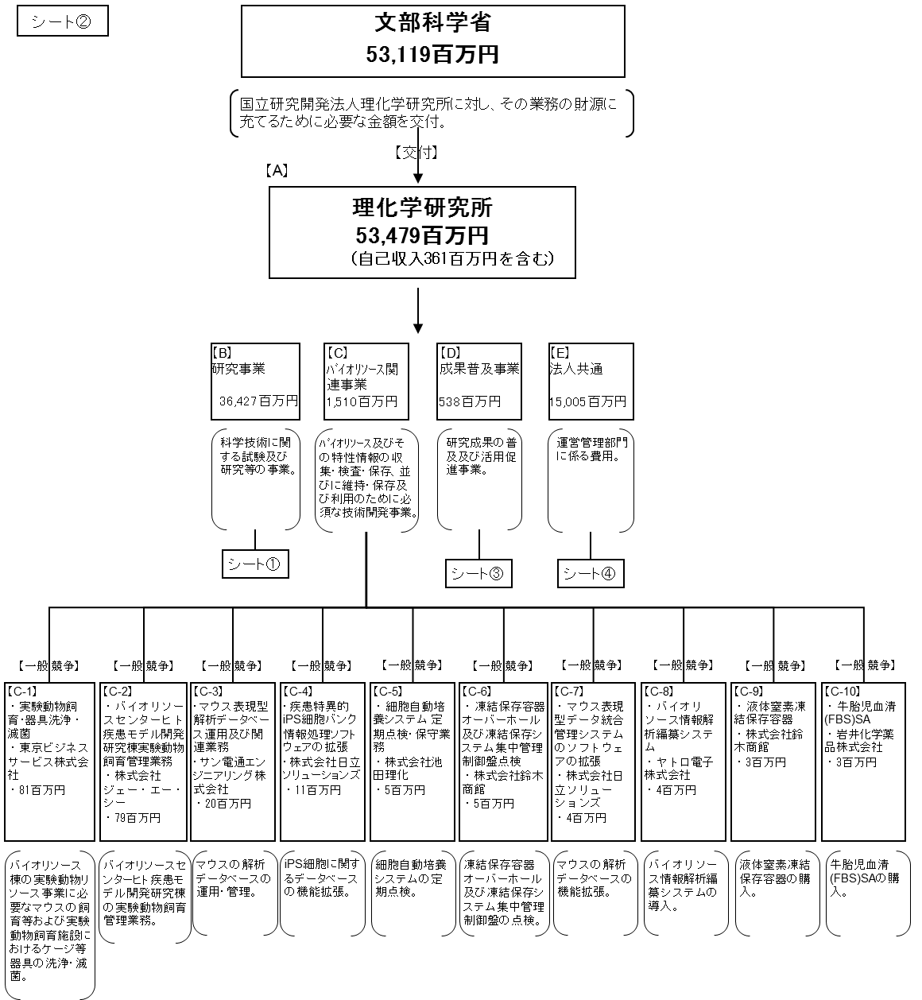 シート②
文部科学省
53,119百万円
国立研究開発法人理化学研究所に対し、その業務の財源に
充てるために必要な金額を交付。
【交付】
【A】
理化学研究所
53,479百万円
（自己収入361百万円を含む）
【B】
研究事業
36,427百万円
【C】
ﾊﾞｲｵﾘｿｰｽ関
連事業
1,510百万円
【D】
成果普及事業
538百万円
【E】
法人共通
15,005百万円
科学技術に関
する試験及び
研究等の事業。
ﾊﾞｲｵﾘｿｰｽ及びそ
の特性情報の収
集・検査・保存、並
びに維持・保存及
び利用のために必
須な技術開発事業。
研究成果の普
及及び活用促
進事業。
運営管理部門
に係る費用。
シート①
シート③
シート④
【一般競争】
【一般競争】
【一般競争】
【一般競争】
【一般競争】
【一般競争】
【一般競争】
【一般競争】
【一般競争】
【一般競争】
【C-1】
・実験動物飼
育・器具洗浄・
滅菌
・東京ビジネス
サービス株式会
社
・81百万円
【C-2】
・バイオリソー
スセンターヒト
疾患モデル開発
研究棟実験動物
飼育管理業務
・株式会社
ジェー・エー・
シー
・79百万円
【C-3】
・マウス表現型
解析データベー
ス運用及び関
連業務
・サン電通エン
ジニアリング株
式会社
・20百万円
【C-4】
・疾患特異的
iPS細胞バンク
情報処理ソフト
ウェアの拡張
・株式会社日立
ソリューションズ
・11百万円
【C-5】
・細胞自動培
養システム 定
期点検・保守業
務
・株式会社池
田理化
・5百万円
【C-6】
・凍結保存容器
オーバーホール
及び凍結保存シ
ステム集中管理
制御盤点検
・株式会社鈴木
商館
・5百万円
【C-7】
・マウス表現
型データ統合
管理システム
のソフトウェ
アの拡張
・株式会社日
立ソリュー
ションズ
・4百万円
【C-8】
・バイオリ
ソース情報解
析編纂システ
ム
・ヤトロ電子
株式会社
・4百万円
【C-9】
・液体窒素凍
結保存容器
・株式会社鈴
木商館
・3百万円
【C-10】
・牛胎児血清
(FBS)SA
・岩井化学薬
品株式会社
・3百万円
バイオリソース
棟の実験動物リ
ソース事業に必
要なマウスの飼
育等および実験
動物飼育施設に
おけるケージ等
器具の洗浄・滅
菌。
バイオリソースセ
ンターヒト疾患モ
デル開発研究棟
の実験動物飼育
管理業務。
マウスの解析
データベースの
運用・管理。
iPS細胞に関す
るデータベース
の機能拡張。
細胞自動培養
システムの定
期点検。
凍結保存容器
オーバーホール
及び凍結保存シ
ステム集中管理
制御盤の点検。
マウスの解析
データベースの
機能拡張。
バイオリソー
ス情報解析編
纂システムの
導入。
液体窒素凍結
保存容器の購
入。
牛胎児血清
(FBS)SAの購
入。